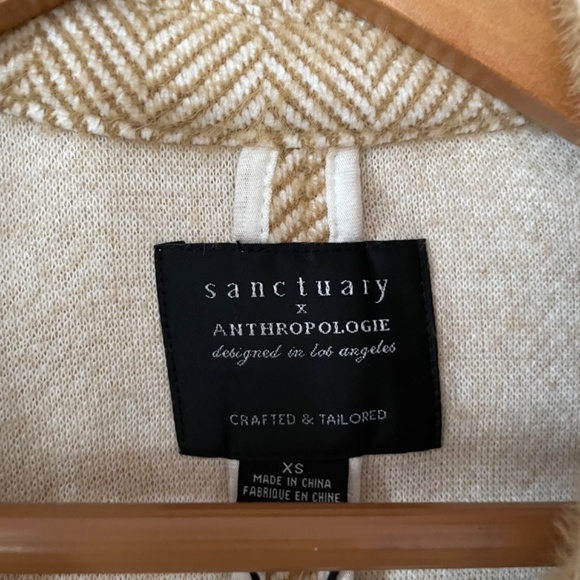 sanctuary
x
ANTHROPOLOGIE
designed in los angeles
CRAFTED & TAILORED
XS
MADE IN CHINA
FABRIQUE EN CHINE